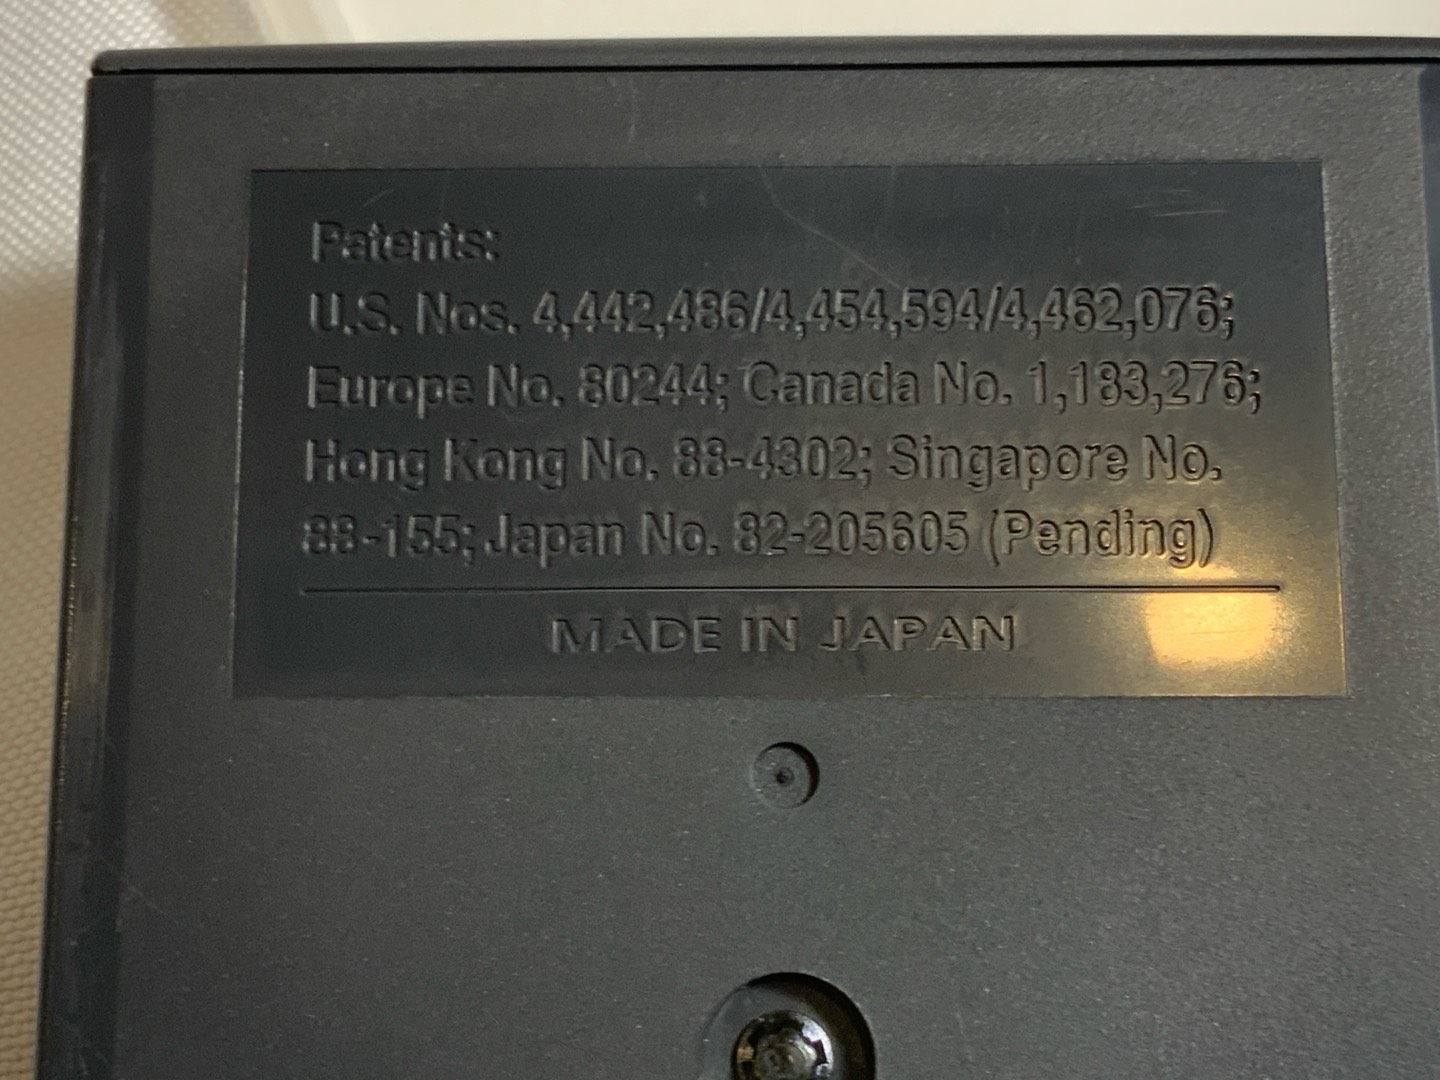 Patents:
U.S. Nos. 4,442,486/4,454,594/4,462,076;
Europe No. 80244; Canada No. 1,183,276;
Hong Kong No. 88-4302; Singapore No.
88-155; Japan No. 82-205605 (Pending)
MADE IN JAPAN